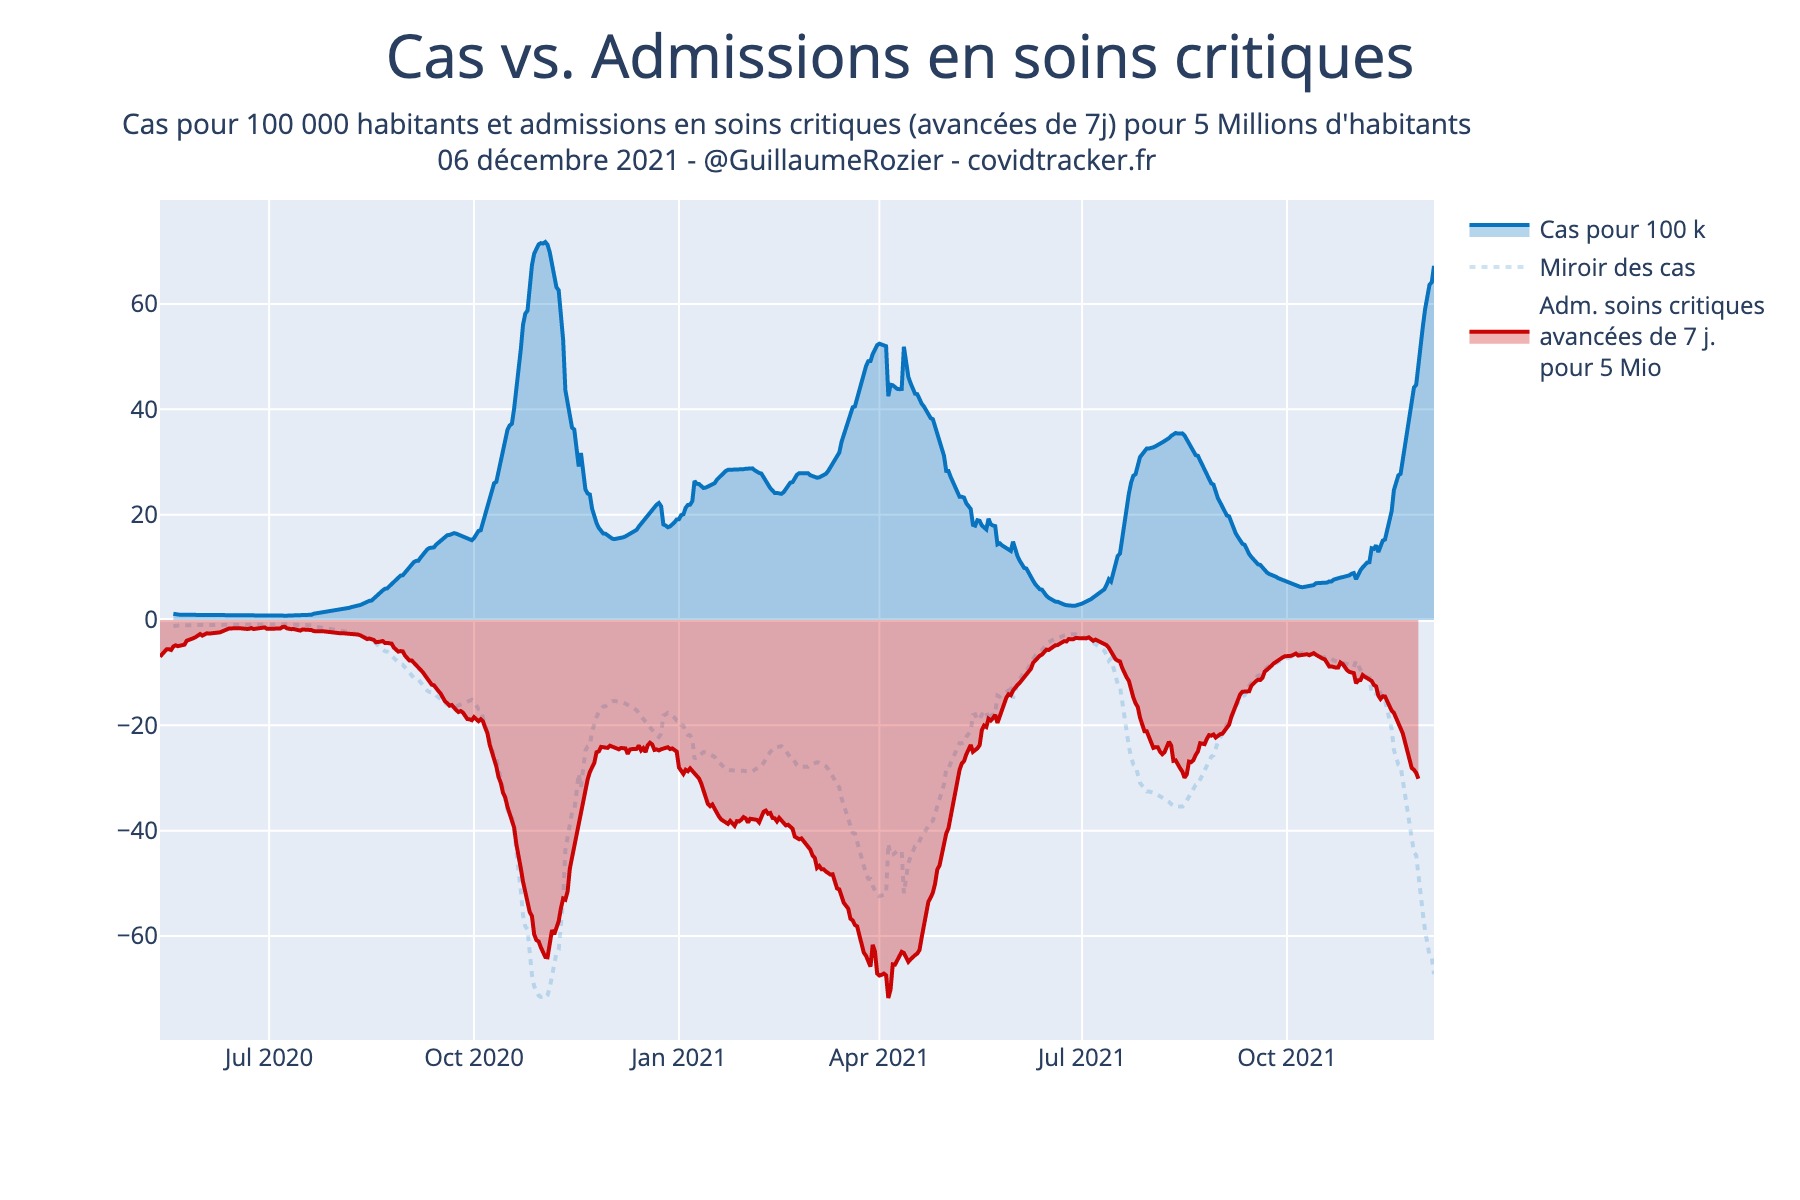 Cas vs. Admissions en soins critiques
Cas pour 100 000 habitants et admissions en soins critiques (avancées de 7j) pour 5 Millions d'habitants
06 décembre 2021 - @GuillaumeRozier - covidtracker.fr
Cas pour 100 k
Miroir des cas
Adm. soins critiques
avancées de 7 j.
pour 5 Mio
60
40
20
0
−20
−40
−60
Jul 2020
Oct 2020
Jan 2021
Apr 2021
Jul 2021
Oct 2021